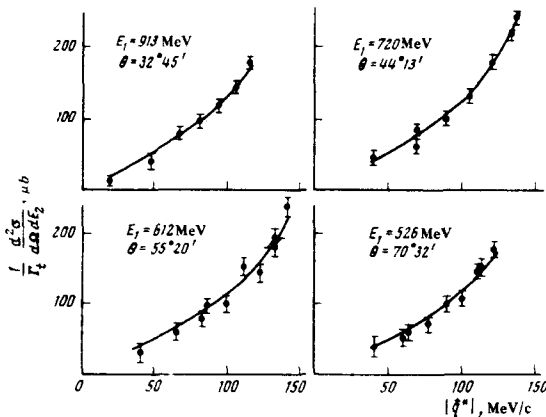 200
100
E₁ = 913 MeV
θ = 32°45′
E₁ = 720 MeV
θ = 44°13′
1/Γₜ d²σ/dΩdE₂, μb
200
100
E₁ = 612 MeV
θ = 55°20′
E₁ = 526 MeV
θ = 70°32′
0 50 100 150
50 100 150
|q⃗*|, MeV/c